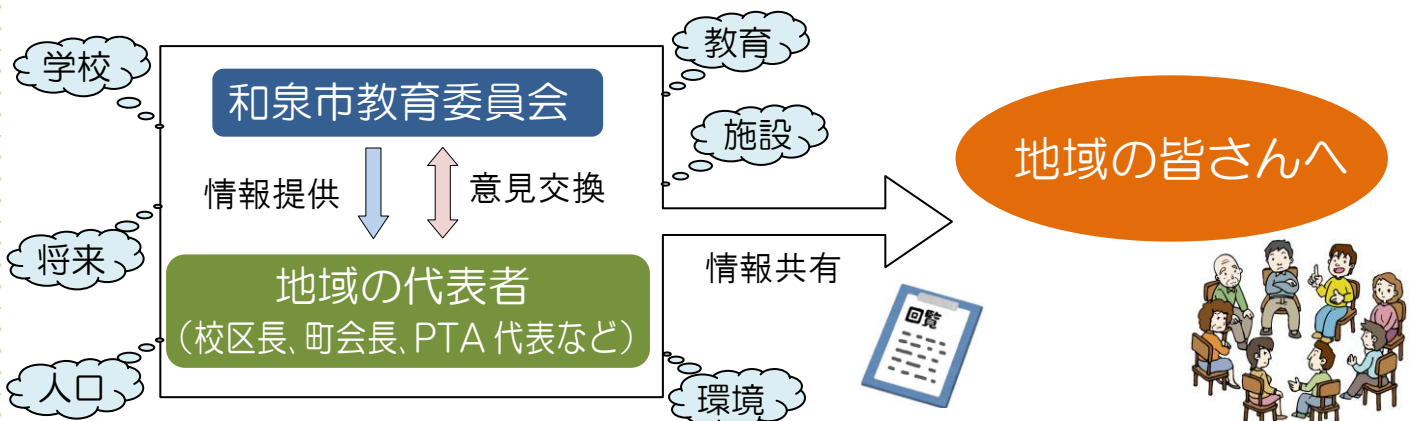 学校
教育
和泉市教育委員会
施設
地域の皆さんへ
情報提供
意見交換
将来
情報共有
地域の代表者
（校区長、町会長、PTA代表など）
回覧
人口
環境